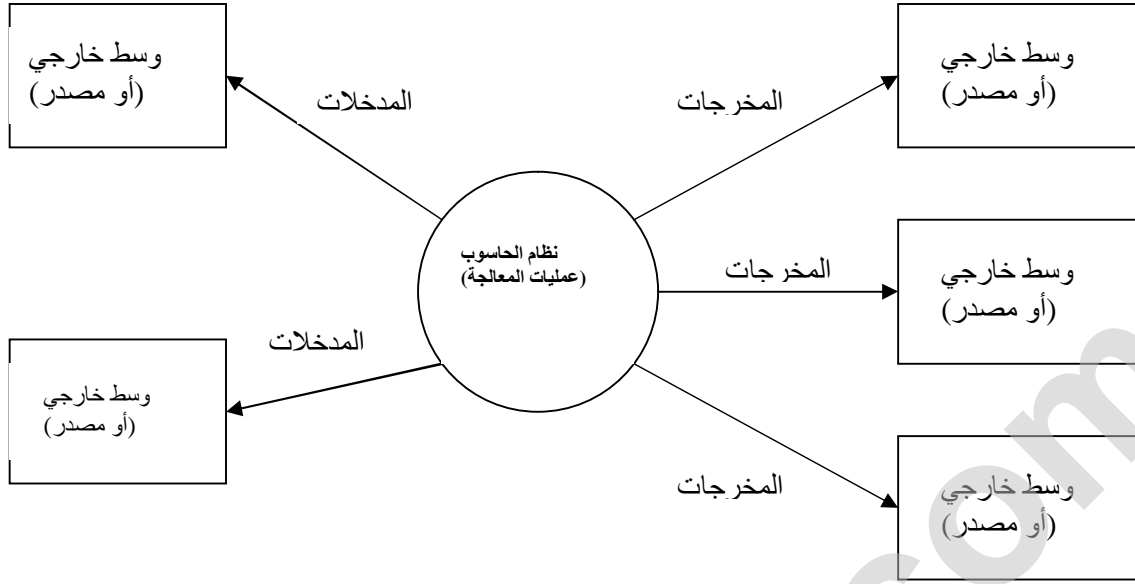 وسط خارجي
(أو مصدر)
وسط خارجي
(أو مصدر)
المدخلات
المخرجات
نظام الحاسوب
(عمليات المعالجة)
المخرجات
وسط خارجي
(أو مصدر)
المدخلات
وسط خارجي
(أو مصدر)
المخرجات
وسط خارجي
(أو مصدر)
com